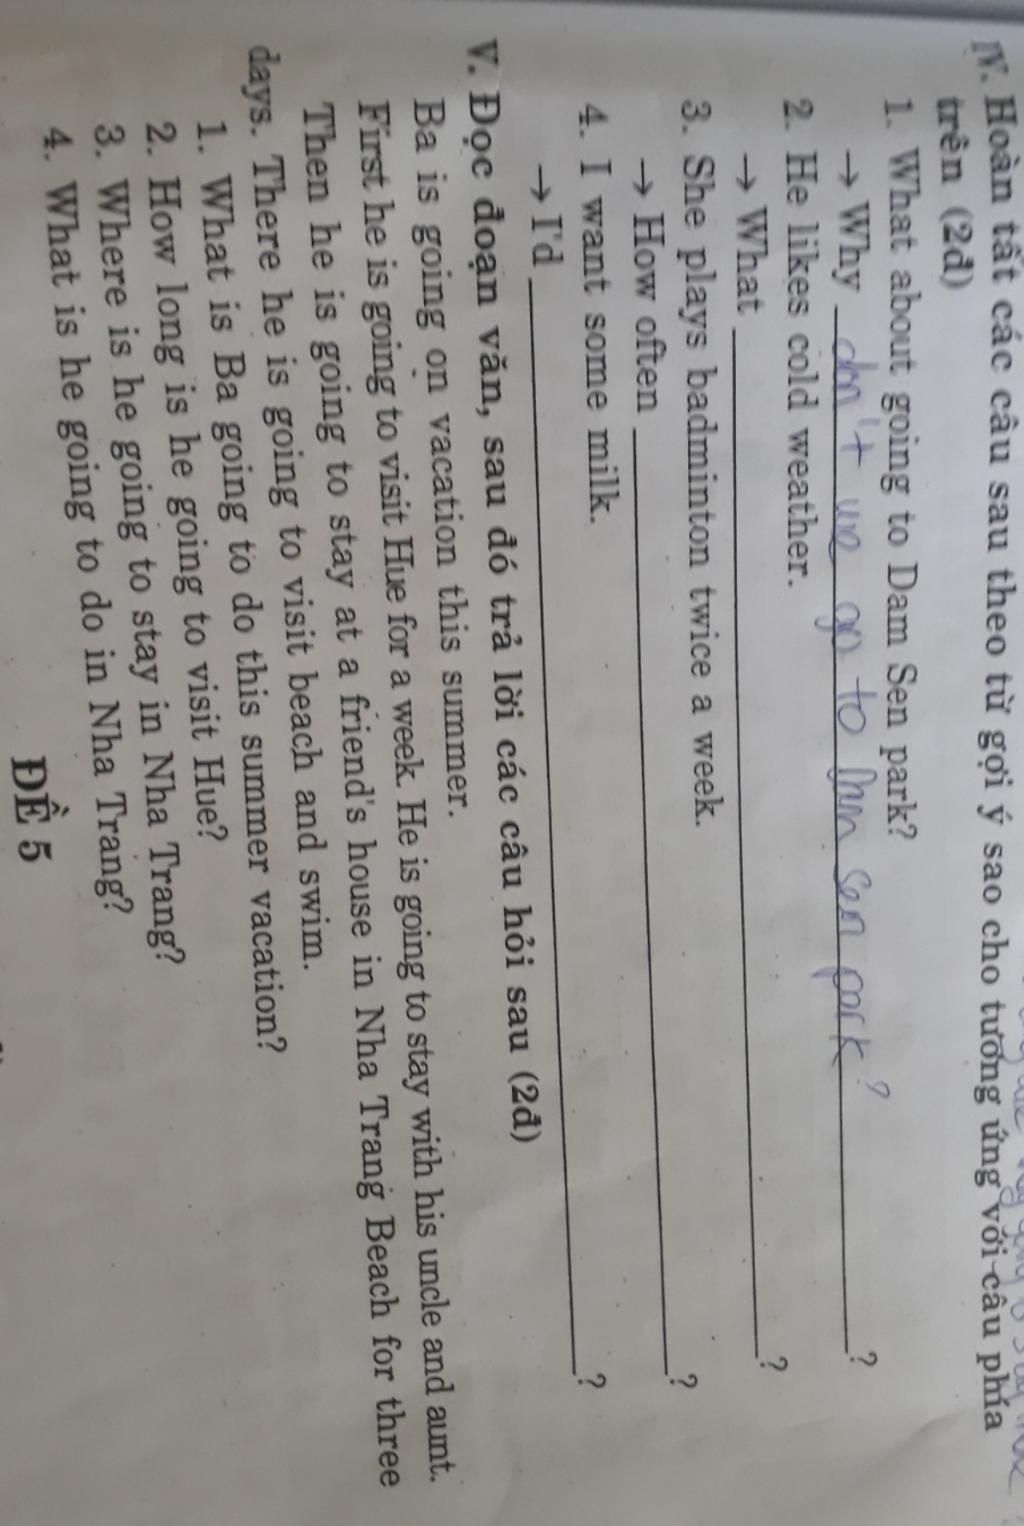 IV. Hoàn tất các câu sau theo từ gợi ý sao cho tương ứng với câu phía
trên (2đ)
1. What about going to Dam Sen park?
→ Why don't we go to Dam Sen park? ?
2. He likes cold weather.
→ What ?
3. She plays badminton twice a week.
→ How often ?
4. I want some milk.
→ I'd ?
V. Đọc đoạn văn, sau đó trả lời các câu hỏi sau (2đ)
Ba is going on vacation this summer.
First he is going to visit Hue for a week. He is going to stay with his uncle and aunt.
Then he is going to stay at a friend's house in Nha Trang Beach for three
days. There he is going to visit beach and swim.
1. What is Ba going to do this summer vacation?
2. How long is he going to visit Hue?
3. Where is he going to stay in Nha Trang?
4. What is he going to do in Nha Trang?
ĐỀ 5